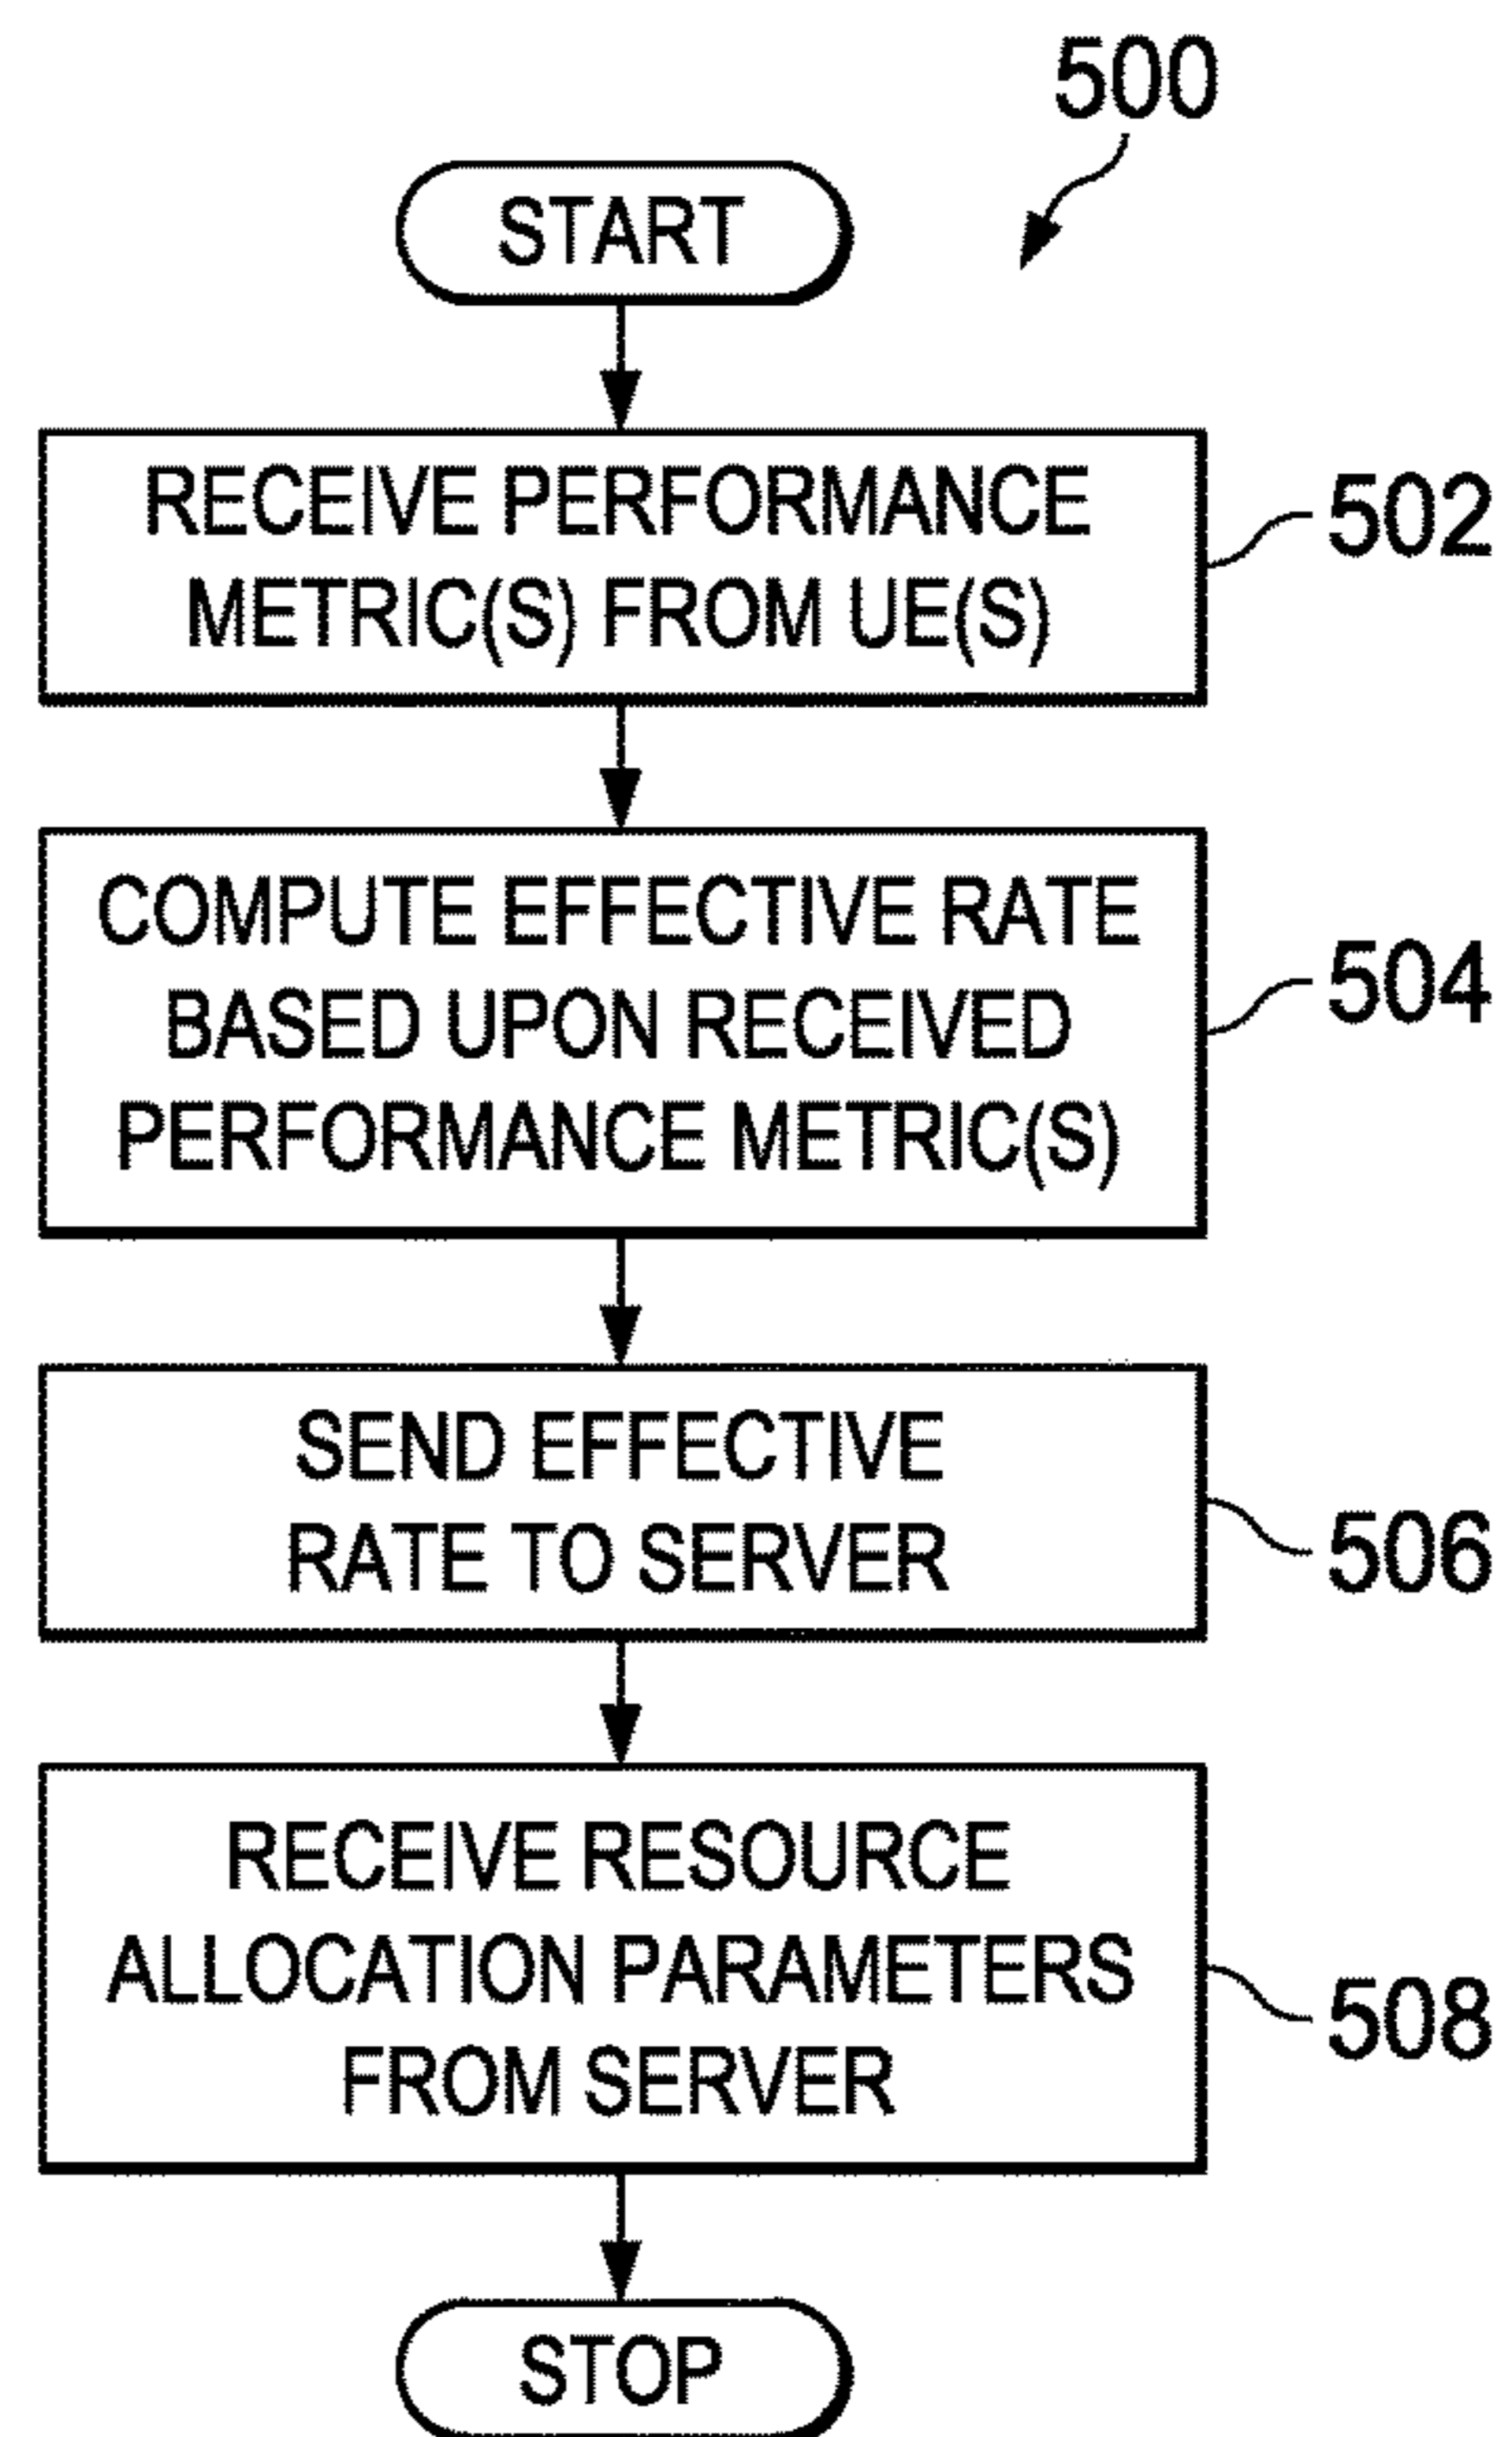 500
START
RECEIVE PERFORMANCE
METRIC(S) FROM UE(S)
502
COMPUTE EFFECTIVE RATE
BASED UPON RECEIVED
PERFORMANCE METRIC(S)
504
SEND EFFECTIVE
RATE TO SERVER
506
RECEIVE RESOURCE
ALLOCATION PARAMETERS
FROM SERVER
508
STOP